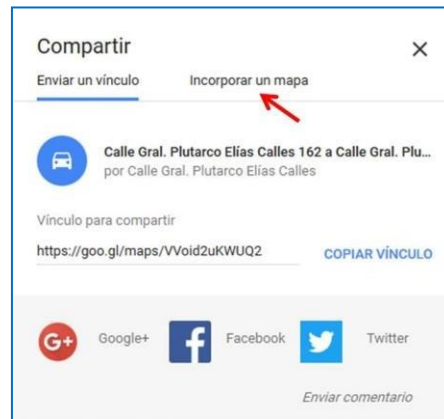 Compartir
Enviar un vínculo Incorporar un mapa
Calle Gral. Plutarco Elías Calles 162 a Calle Gral. Plu...
por Calle Gral. Plutarco Elías Calles
Vínculo para compartir
https://goo.gl/maps/VVoid2uKWUQ2 COPIAR VÍNCULO
G+ Google+ f Facebook Twitter
Enviar comentario